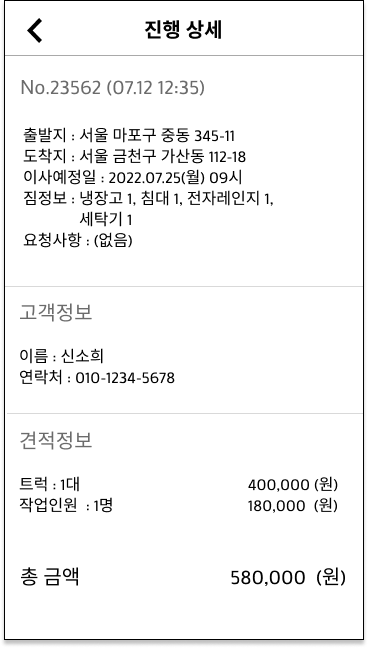 진행 상세
No.23562 (07.12 12:35)
출발지 : 서울 마포구 중동 345-11
도착지 : 서울 금천구 가산동 112-18
이사예정일 : 2022.07.25(월) 09시
짐정보 : 냉장고 1, 침대 1, 전자레인지 1,
세탁기 1
요청사항 : (없음)
고객정보
이름 : 신소희
연락처 : 010-1234-5678
견적정보
트럭 : 1대 400,000 (원)
작업인원 : 1명 180,000 (원)
총 금액 580,000 (원)